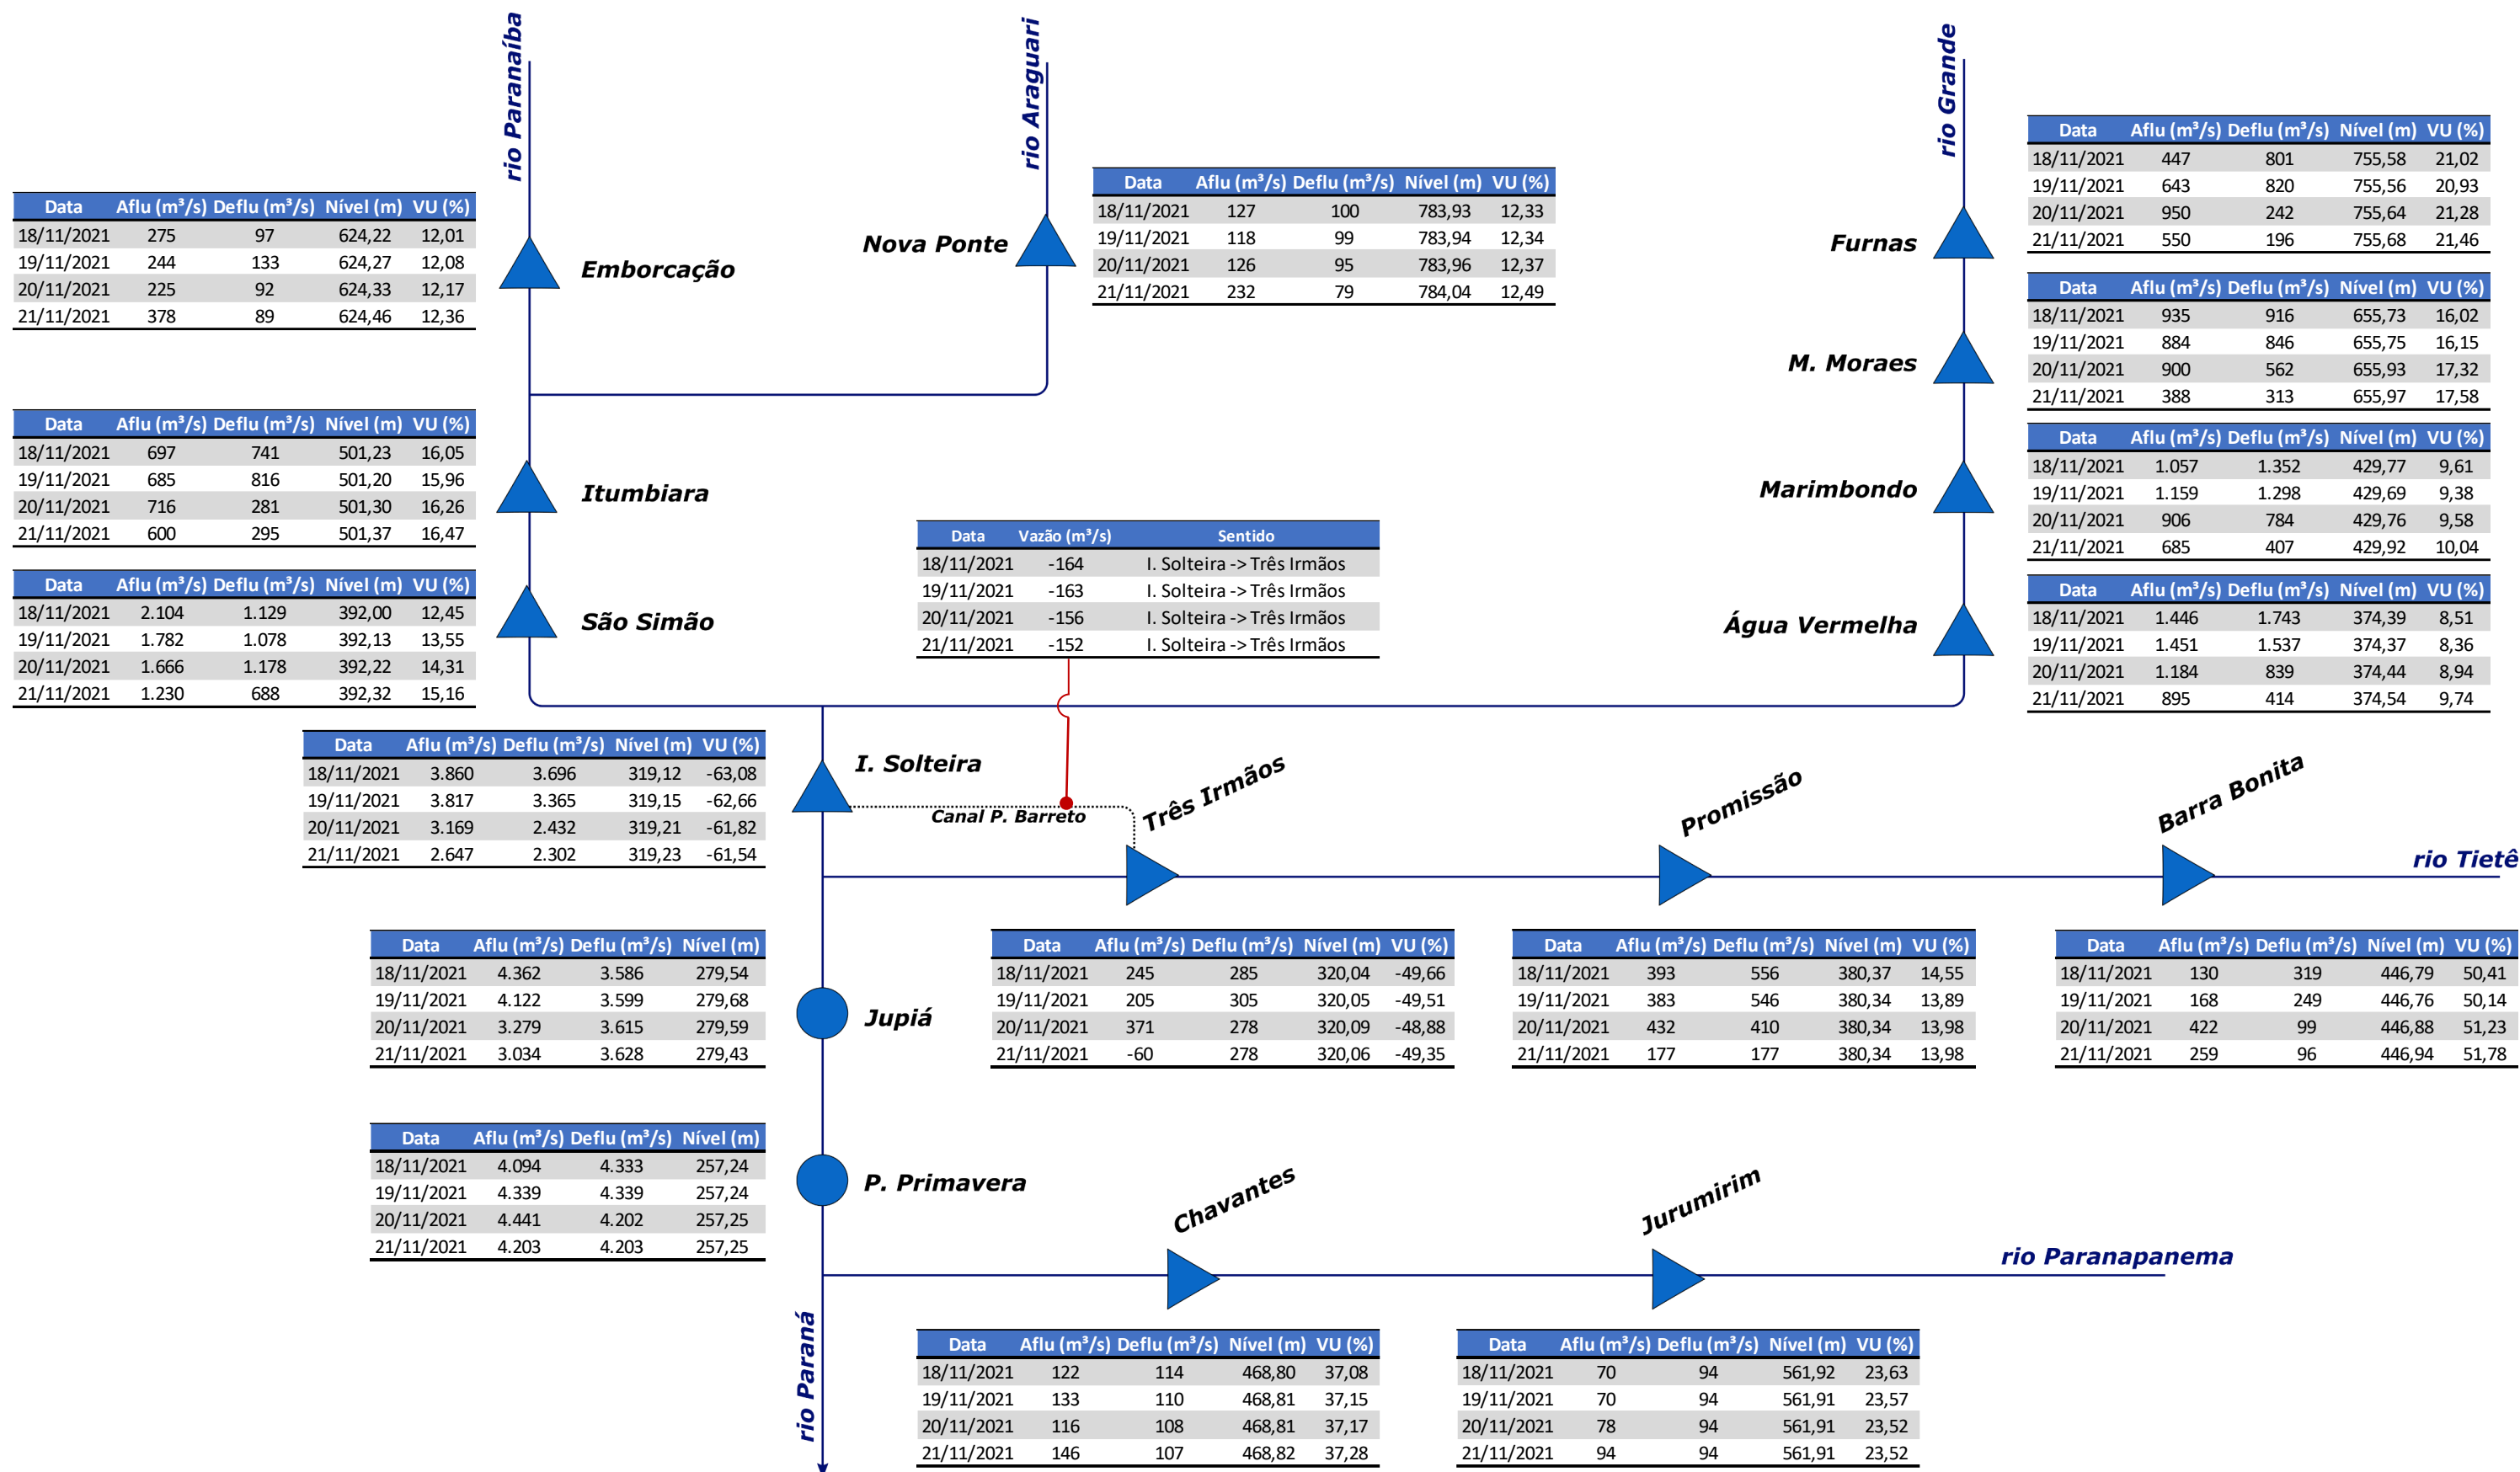 rio Paranaíba
rio Araguari
rio Grande
Data Aflu (m³/s) Deflu (m³/s) Nível (m) VU (%)
18/11/2021 447 801 755,58 21,02
19/11/2021 643 820 755,56 20,93
20/11/2021 950 242 755,64 21,28
21/11/2021 550 196 755,68 21,46
Furnas
Data Aflu (m³/s) Deflu (m³/s) Nível (m) VU (%)
18/11/2021 127 100 783,93 12,33
19/11/2021 118 99 783,94 12,34
20/11/2021 126 95 783,96 12,37
21/11/2021 232 79 784,04 12,49
Nova Ponte
Data Aflu (m³/s) Deflu (m³/s) Nível (m) VU (%)
18/11/2021 275 97 624,22 12,01
19/11/2021 244 133 624,27 12,08
20/11/2021 225 92 624,33 12,17
21/11/2021 378 89 624,46 12,36
Emborcação
Data Aflu (m³/s) Deflu (m³/s) Nível (m) VU (%)
18/11/2021 935 916 655,73 16,02
19/11/2021 884 846 655,75 16,15
20/11/2021 900 562 655,93 17,32
21/11/2021 388 313 655,97 17,58
M. Moraes
Data Aflu (m³/s) Deflu (m³/s) Nível (m) VU (%)
18/11/2021 697 741 501,23 16,05
19/11/2021 685 816 501,20 15,96
20/11/2021 716 281 501,30 16,26
21/11/2021 600 295 501,37 16,47
Itumbiara
Data Aflu (m³/s) Deflu (m³/s) Nível (m) VU (%)
18/11/2021 1.057 1.352 429,77 9,61
19/11/2021 1.159 1.298 429,69 9,38
20/11/2021 906 784 429,76 9,58
21/11/2021 685 407 429,92 10,04
Marimbondo
Data Vazão (m³/s) Sentido
18/11/2021 -164 I. Solteira -> Três Irmãos
19/11/2021 -163 I. Solteira -> Três Irmãos
20/11/2021 -156 I. Solteira -> Três Irmãos
21/11/2021 -152 I. Solteira -> Três Irmãos
Data Aflu (m³/s) Deflu (m³/s) Nível (m) VU (%)
18/11/2021 2.104 1.129 392,00 12,45
19/11/2021 1.782 1.078 392,13 13,55
20/11/2021 1.666 1.178 392,22 14,31
21/11/2021 1.230 688 392,32 15,16
São Simão
Data Aflu (m³/s) Deflu (m³/s) Nível (m) VU (%)
18/11/2021 1.446 1.743 374,39 8,51
19/11/2021 1.451 1.537 374,37 8,36
20/11/2021 1.184 839 374,44 8,94
21/11/2021 895 414 374,54 9,74
Água Vermelha
Data Aflu (m³/s) Deflu (m³/s) Nível (m) VU (%)
18/11/2021 3.860 3.696 319,12 -63,08
19/11/2021 3.817 3.365 319,15 -62,66
20/11/2021 3.169 2.432 319,21 -61,82
21/11/2021 2.647 2.302 319,23 -61,54
I. Solteira
Canal P. Barreto
Três Irmãos
Promissão
Barra Bonita
rio Tietê
Data Aflu (m³/s) Deflu (m³/s) Nível (m)
18/11/2021 4.362 3.586 279,54
19/11/2021 4.122 3.599 279,68
20/11/2021 3.279 3.615 279,59
21/11/2021 3.034 3.628 279,43
Jupiá
Data Aflu (m³/s) Deflu (m³/s) Nível (m) VU (%)
18/11/2021 245 285 320,04 -49,66
19/11/2021 205 305 320,05 -49,51
20/11/2021 371 278 320,09 -48,88
21/11/2021 -60 278 320,06 -49,35
Data Aflu (m³/s) Deflu (m³/s) Nível (m) VU (%)
18/11/2021 393 556 380,37 14,55
19/11/2021 383 546 380,34 13,89
20/11/2021 432 410 380,34 13,98
21/11/2021 177 177 380,34 13,98
Data Aflu (m³/s) Deflu (m³/s) Nível (m) VU (%)
18/11/2021 130 319 446,79 50,41
19/11/2021 168 249 446,76 50,14
20/11/2021 422 99 446,88 51,23
21/11/2021 259 96 446,94 51,78
Data Aflu (m³/s) Deflu (m³/s) Nível (m)
18/11/2021 4.094 4.333 257,24
19/11/2021 4.339 4.339 257,24
20/11/2021 4.441 4.202 257,25
21/11/2021 4.203 4.203 257,25
P. Primavera
Chavantes
Jurumirim
rio Paranapanema
rio Paraná
Data Aflu (m³/s) Deflu (m³/s) Nível (m) VU (%)
18/11/2021 122 114 468,80 37,08
19/11/2021 133 110 468,81 37,15
20/11/2021 116 108 468,81 37,17
21/11/2021 146 107 468,82 37,28
Data Aflu (m³/s) Deflu (m³/s) Nível (m) VU (%)
18/11/2021 70 94 561,92 23,63
19/11/2021 70 94 561,91 23,57
20/11/2021 78 94 561,91 23,52
21/11/2021 94 94 561,91 23,52